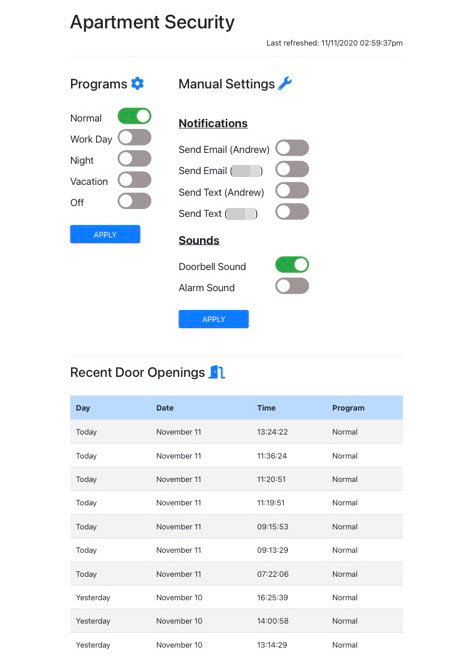 Apartment Security
Last refreshed: 11/11/2020 02:59:37pm
Programs
Normal
Work Day
Night
Vacation
Off
APPLY
Manual Settings
Notifications
Send Email (Andrew)
Send Email ( )
Send Text (Andrew)
Send Text ( )
Sounds
Doorbell Sound
Alarm Sound
APPLY
Recent Door Openings
Day Date Time Program
Today November 11 13:24:22 Normal
Today November 11 11:36:24 Normal
Today November 11 11:20:51 Normal
Today November 11 11:19:51 Normal
Today November 11 09:15:53 Normal
Today November 11 09:13:29 Normal
Today November 11 07:22:06 Normal
Yesterday November 10 16:25:39 Normal
Yesterday November 10 14:00:58 Normal
Yesterday November 10 13:14:29 Normal